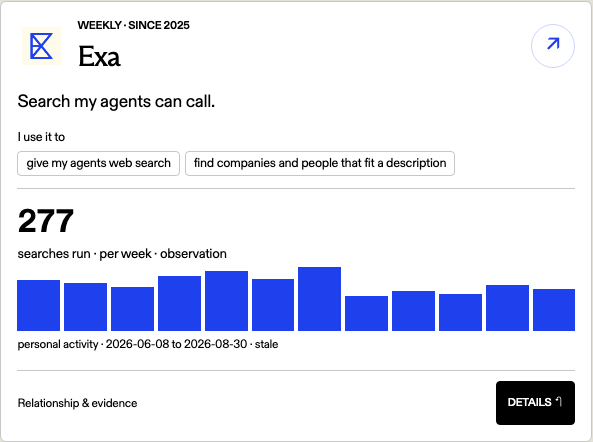 WEEKLY · SINCE 2025
Exa
Search my agents can call.
I use it to
give my agents web search
find companies and people that fit a description
277
searches run · per week · observation
personal activity · 2026-06-08 to 2026-08-30 · stale
Relationship & evidence
DETAILS